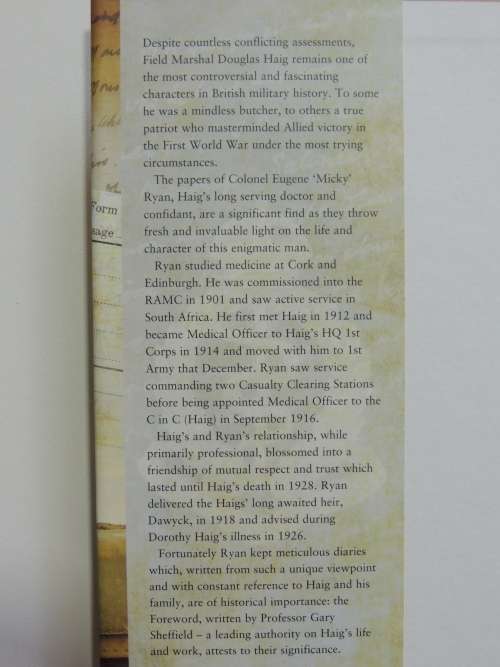 Despite countless conflicting assessments,
Field Marshal Douglas Haig remains one of
the most controversial and fascinating
characters in British military history. To some
he was a mindless butcher, to others a true
patriot who masterminded Allied victory in
the First World War under the most trying
circumstances.
The papers of Colonel Eugene ‘Micky’
Ryan, Haig's long serving doctor and
confidant, are a significant find as they throw
fresh and invaluable light on the life and
character of this enigmatic man.
Ryan studied medicine at Cork and
Edinburgh. He was commissioned into the
RAMC in 1901 and saw active service in
South Africa. He first met Haig in 1912 and
became Medical Officer to Haig's HQ 1st
Corps in 1914 and moved with him to 1st
Army that December. Ryan saw service
commanding two Casualty Clearing Stations
before being appointed Medical Officer to the
C in C (Haig) in September 1916.
Haig's and Ryan's relationship, while
primarily professional, blossomed into a
friendship of mutual respect and trust which
lasted until Haig's death in 1928. Ryan
delivered the Haigs' long awaited heir,
Dawyck, in 1918 and advised during
Dorothy Haig's illness in 1926.
Fortunately Ryan kept meticulous diaries
which, written from such a unique viewpoint
and with constant reference to Haig and his
family, are of historical importance: the
Foreword, written by Professor Gary
Sheffield – a leading authority on Haig's life
and work, attests to their significance.
Form